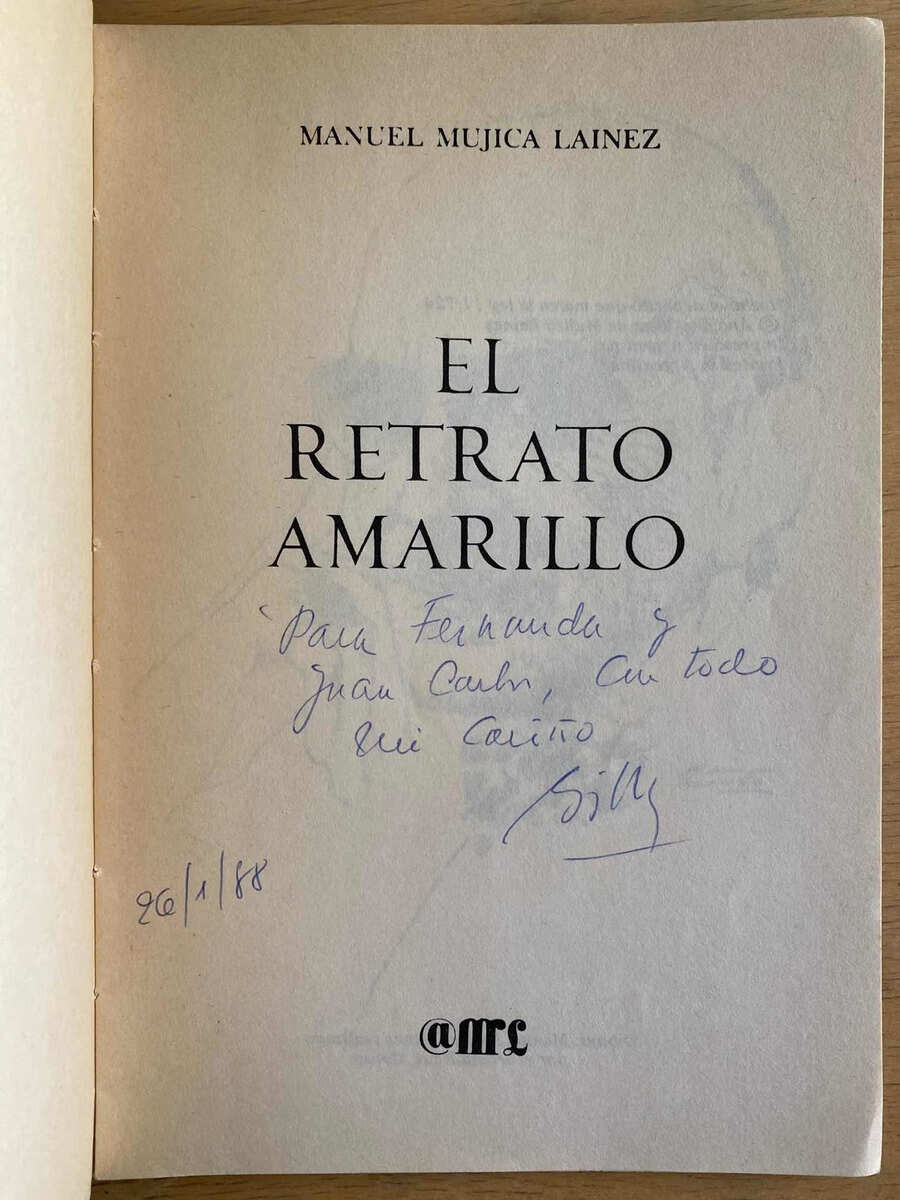 MANUEL MUJICA LAINEZ
EL
RETRATO
AMARILLO
Para Fernanda y
Juan Carlos, con todo
mi cariño
26/1/88